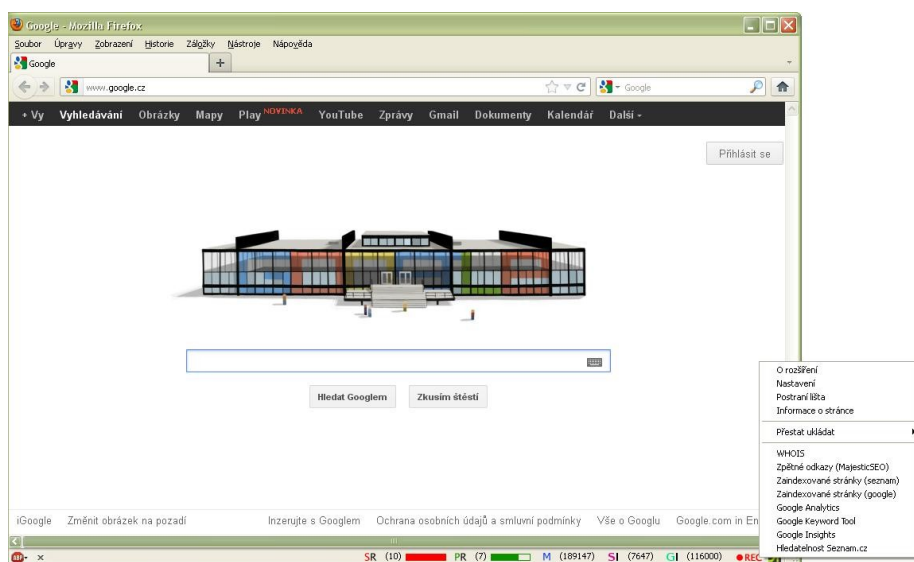 Google - Mozilla Firefox
Soubor Úpravy Zobrazení Historie Záložky Nástroje Nápověda
Google +
www.google.cz Google
+ Vy Vyhledávání Obrázky Mapy Play NOVINKA YouTube Zprávy Gmail Dokumenty Kalendář Další
Přihlásit se
Hledat Googlem Zkusím štěstí
O rozšíření
Nastavení
Postraní lišta
Informace o stránce
Přestat ukládat
WHOIS
Zpětné odkazy (MajesticSEO)
Zaindexované stránky (seznam)
Zaindexované stránky (google)
Google Analytics
Google Keyword Tool
Google Insights
Hledatelnost Seznam.cz
iGoogle Změnit obrázek na pozadí Inzerujte s Googlem Ochrana osobních údajů a smluvní podmínky Vše o Googlu Google.com in En
ABP × SR (10) PR (7) M (189147) S (7647) G (116000) REC